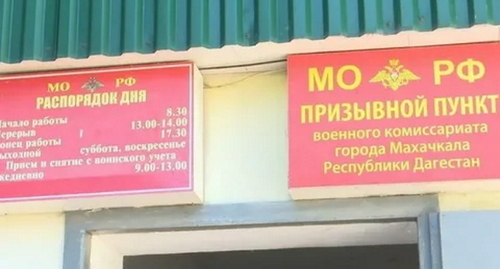 МО РФ
РАСПОРЯДОК ДНЯ
Начало работы 8.30
Перерыв 13.00-14.00
Конец работы 17.30
Выходной суббота, воскресенье
Прием и снятие с воинского учета
ежедневно 9.00-13.00
МО РФ
ПРИЗЫВНОЙ ПУНКТ
военного комиссариата
города Махачкала
Республики Дагестан